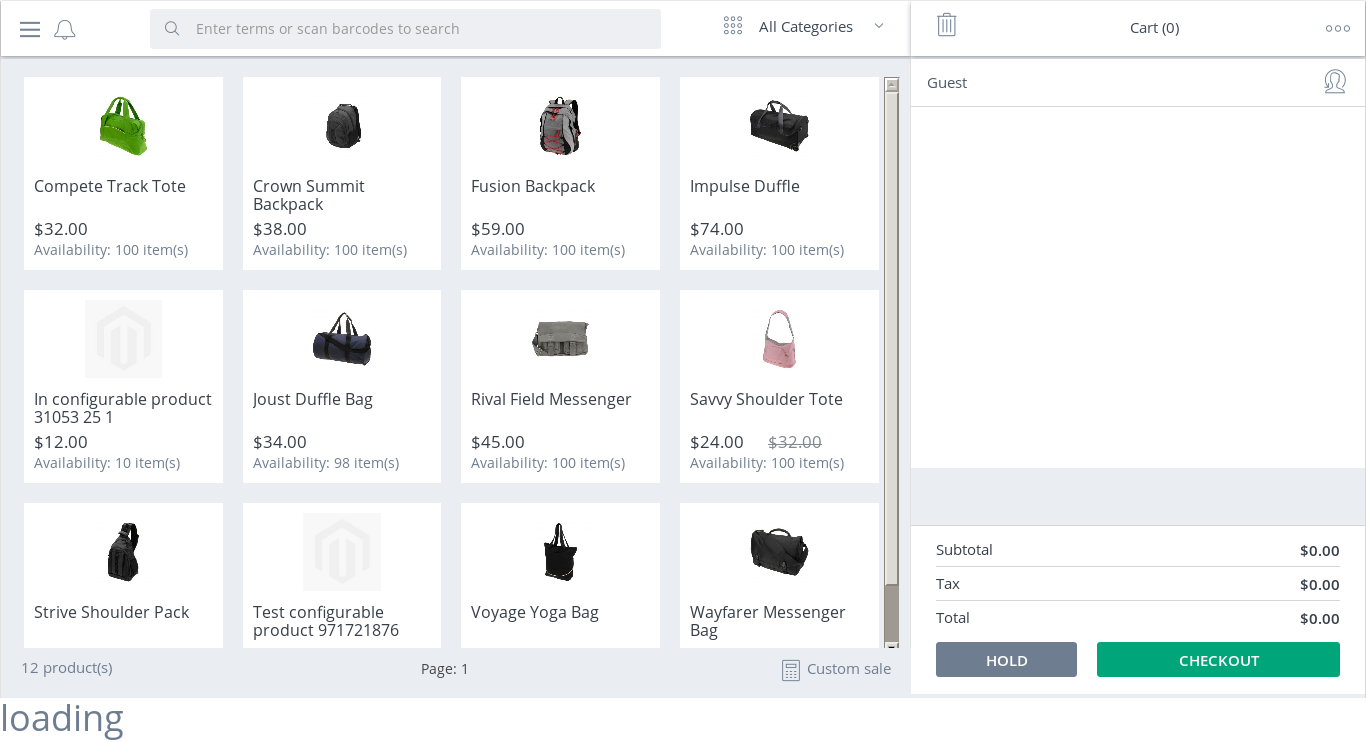 Enter terms or scan barcodes to search
All Categories
Cart (0)
Guest
Compete Track Tote
$32.00
Availability: 100 item(s)
Crown Summit
Backpack
$38.00
Availability: 100 item(s)
Fusion Backpack
$59.00
Availability: 100 item(s)
Impulse Duffle
$74.00
Availability: 100 item(s)
In configurable product
31053 25 1
$12.00
Availability: 10 item(s)
Joust Duffle Bag
$34.00
Availability: 98 item(s)
Rival Field Messenger
$45.00
Availability: 100 item(s)
Savvy Shoulder Tote
$24.00 $32.00
Availability: 100 item(s)
Strive Shoulder Pack
Test configurable
product 971721876
Voyage Yoga Bag
Wayfarer Messenger
Bag
12 product(s)
Page: 1
Custom sale
Subtotal $0.00
Tax $0.00
Total $0.00
HOLD
CHECKOUT
loading